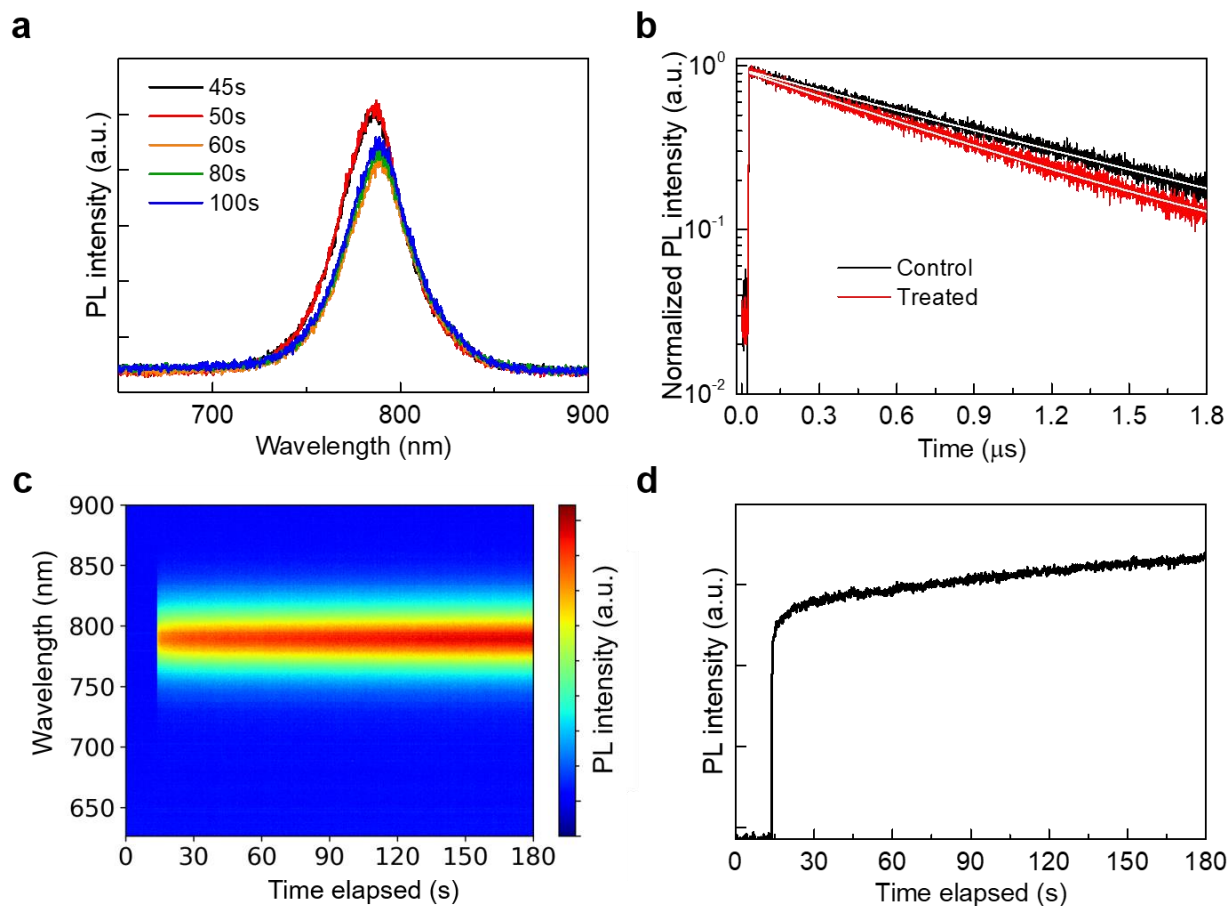 a
45s
50s
60s
80s
100s
PL intensity (a.u.)
700
800
900
Wavelength (nm)
b
10⁰
10⁻¹
10⁻²
Normalized PL intensity (a.u.)
Control
Treated
0.0
0.3
0.6
0.9
1.2
1.5
1.8
Time (μs)
c
900
850
800
750
700
650
Wavelength (nm)
0
30
60
90
120
150
180
Time elapsed (s)
PL intensity (a.u.)
d
PL intensity (a.u.)
0
30
60
90
120
150
180
Time elapsed (s)